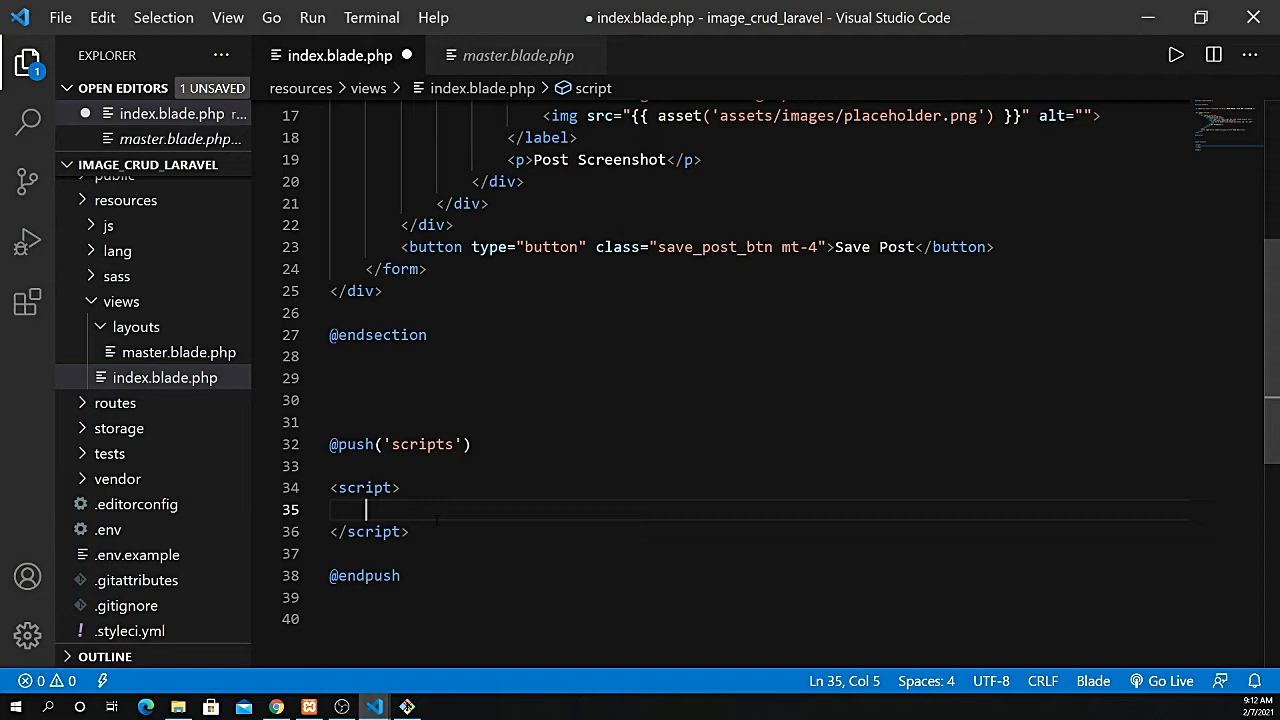 File Edit Selection View Go Run Terminal Help
● index.blade.php - image_crud_laravel - Visual Studio Code
1
EXPLORER
OPEN EDITORS 1 UNSAVED
index.blade.php r...
master.blade.php...
IMAGE_CRUD_LARAVEL
public
resources
js
lang
sass
views
layouts
master.blade.php
index.blade.php
routes
storage
tests
vendor
.editorconfig
.env
.env.example
.gitattributes
.gitignore
.styleci.yml
OUTLINE
index.blade.php
master.blade.php
resources > views > index.blade.php > script
17 <img src="{{ asset('assets/images/placeholder.png') }}" alt="">
18 </label>
19 <p>Post Screenshot</p>
20 </div>
21 </div>
22 </div>
23 <button type="button" class="save_post_btn mt-4">Save Post</button>
24 </form>
25 </div>
26
27 @endsection
28
29
30
31
32 @push('scripts')
33
34 <script>
35
36 </script>
37
38 @endpush
39
40
0 0
Ln 35, Col 5 Spaces: 4 UTF-8 CRLF Blade Go Live
9:12 AM
2/7/2021